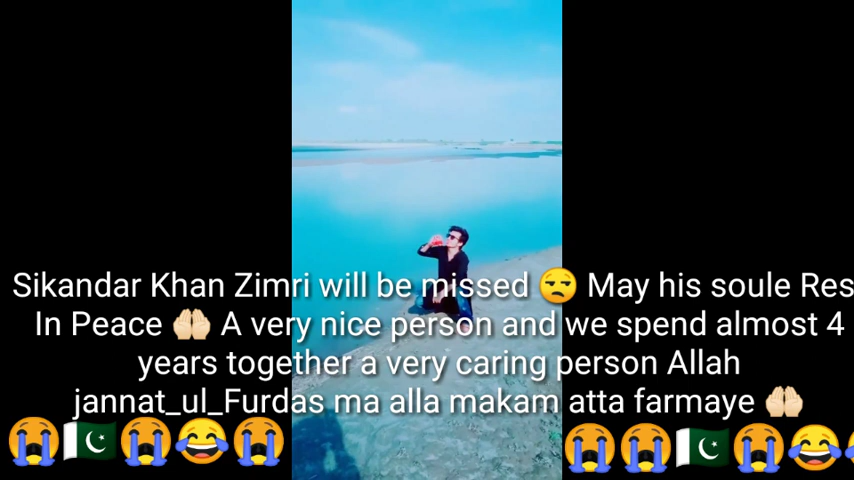 Sikandar Khan Zimri will be missed 😒 May his soule Res
In Peace 🤲🏻 A very nice person and we spend almost 4
years together a very caring person Allah
jannat_ul_Furdas ma alla makam atta farmaye 🤲🏻
😭🇵🇰😭😂😭 😭😭🇵🇰😭😂